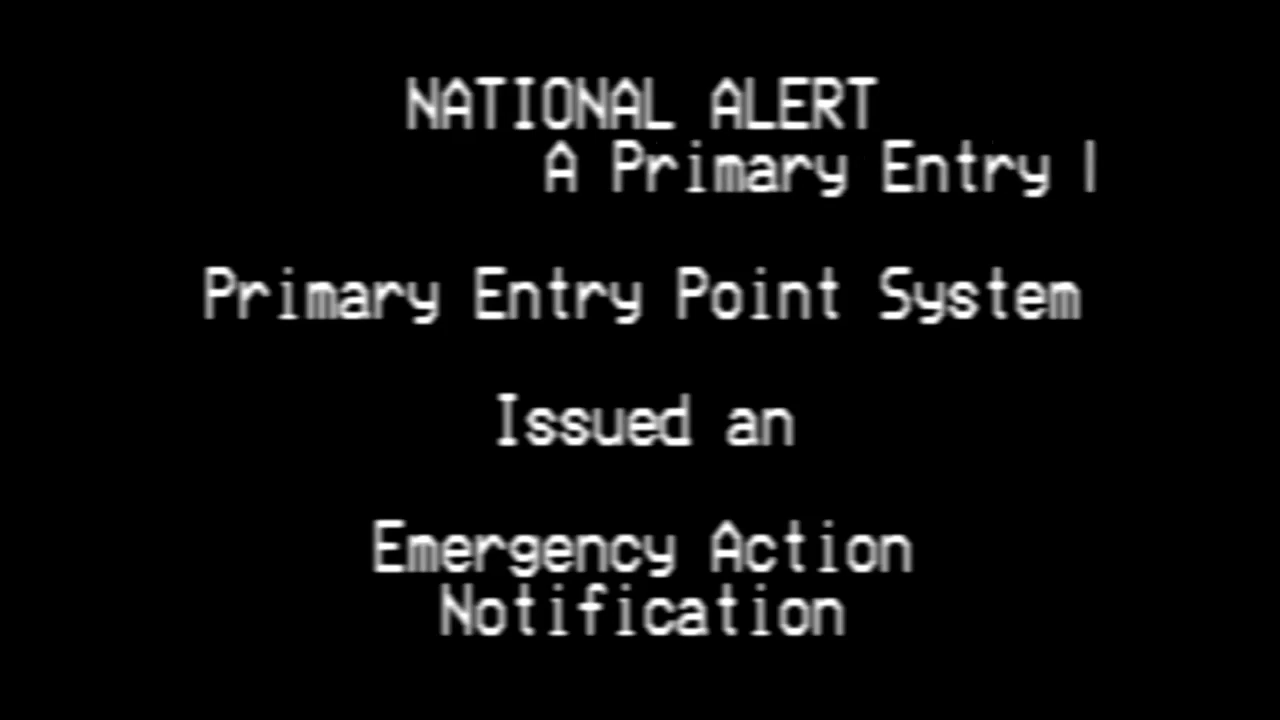 NATIONAL ALERT
A Primary Entry
Primary Entry Point System
Issued an
Emergency Action
Notification